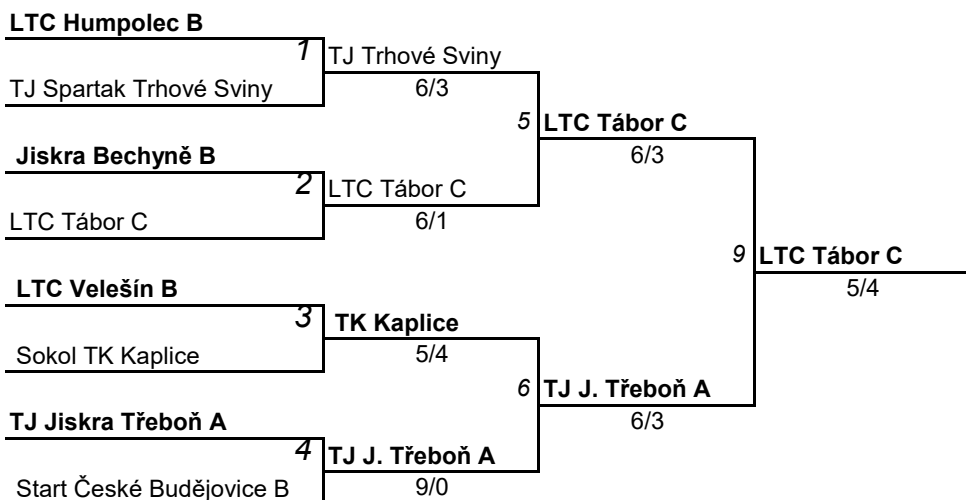 LTC Humpolec B
1
TJ Trhové Sviny
TJ Spartak Trhové Sviny
6/3
5
LTC Tábor C
Jiskra Bechyně B
6/3
2
LTC Tábor C
LTC Tábor C
6/1
9
LTC Tábor C
LTC Velešín B
5/4
3
TK Kaplice
Sokol TK Kaplice
5/4
6
TJ J. Třeboň A
TJ Jiskra Třeboň A
6/3
4
TJ J. Třeboň A
Start České Budějovice B
9/0